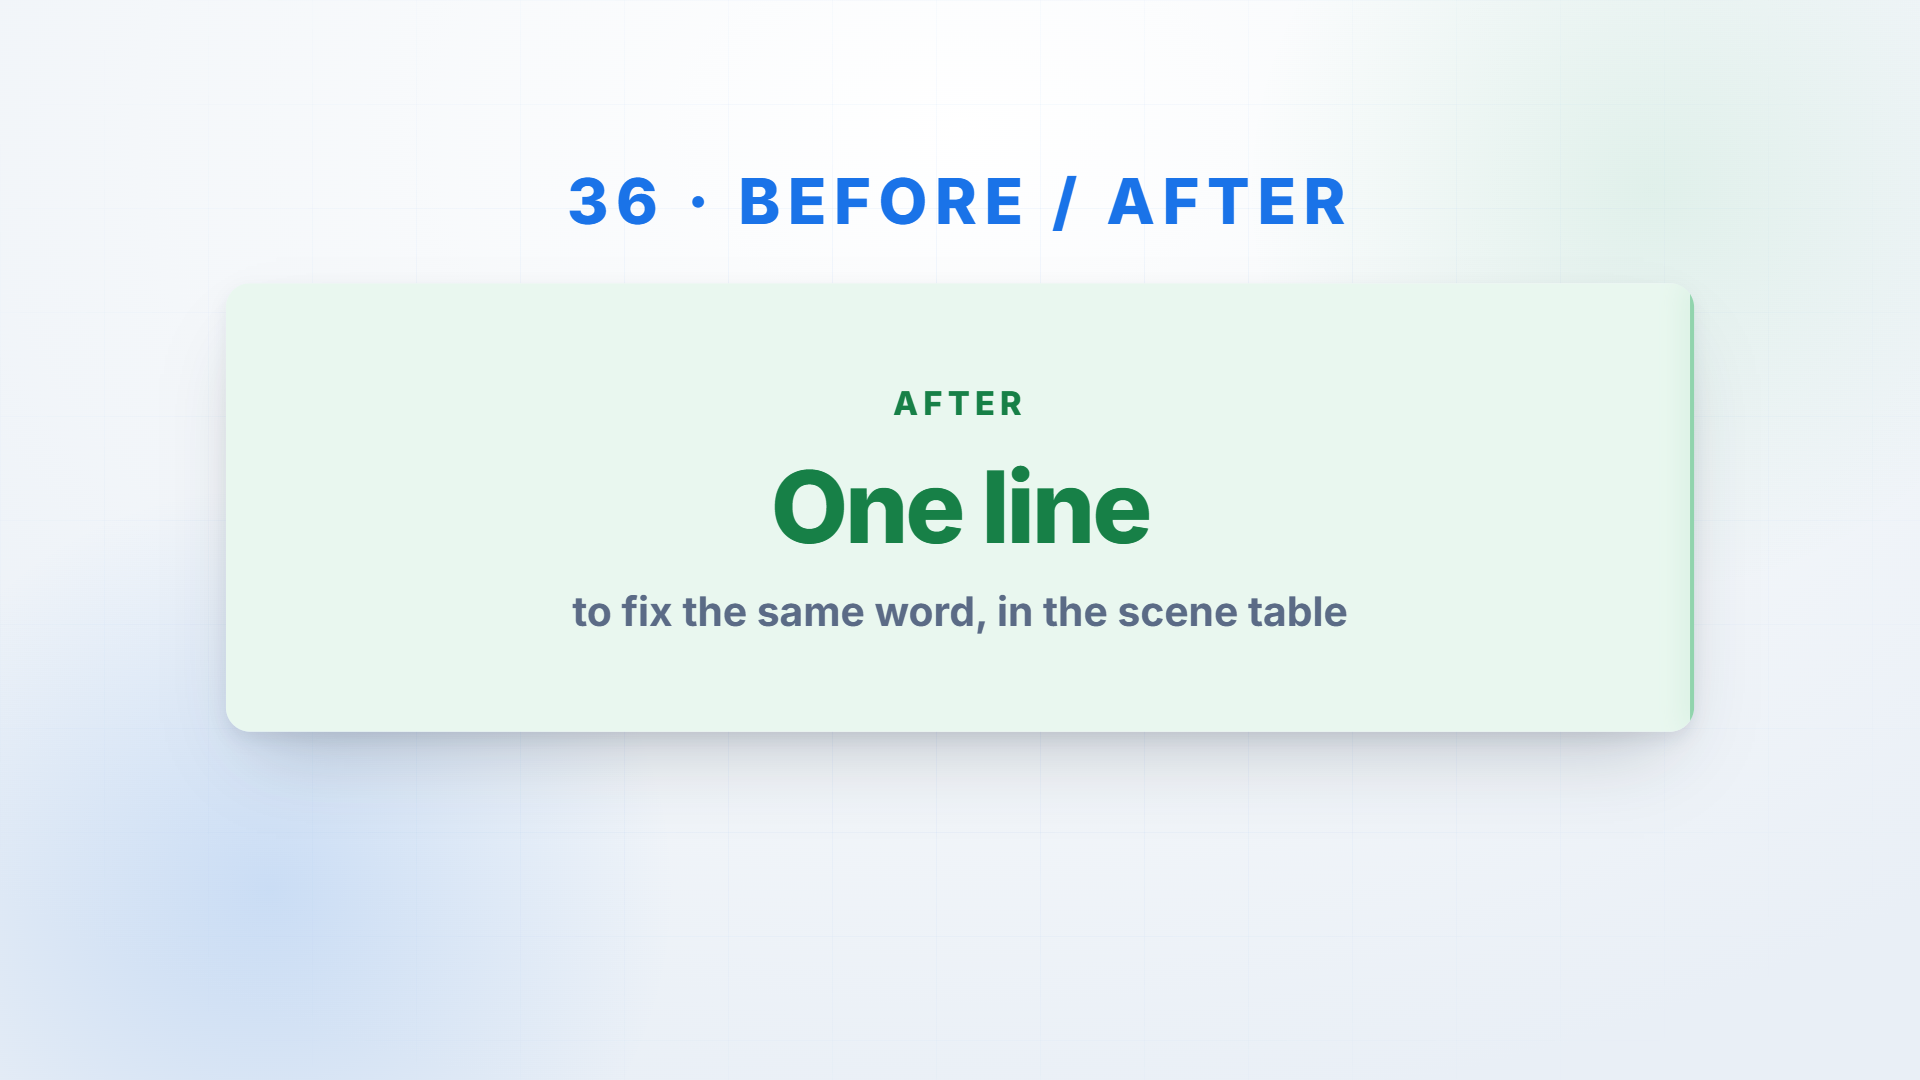 36 · BEFORE / AFTER
AFTER
One line
to fix the same word, in the scene table